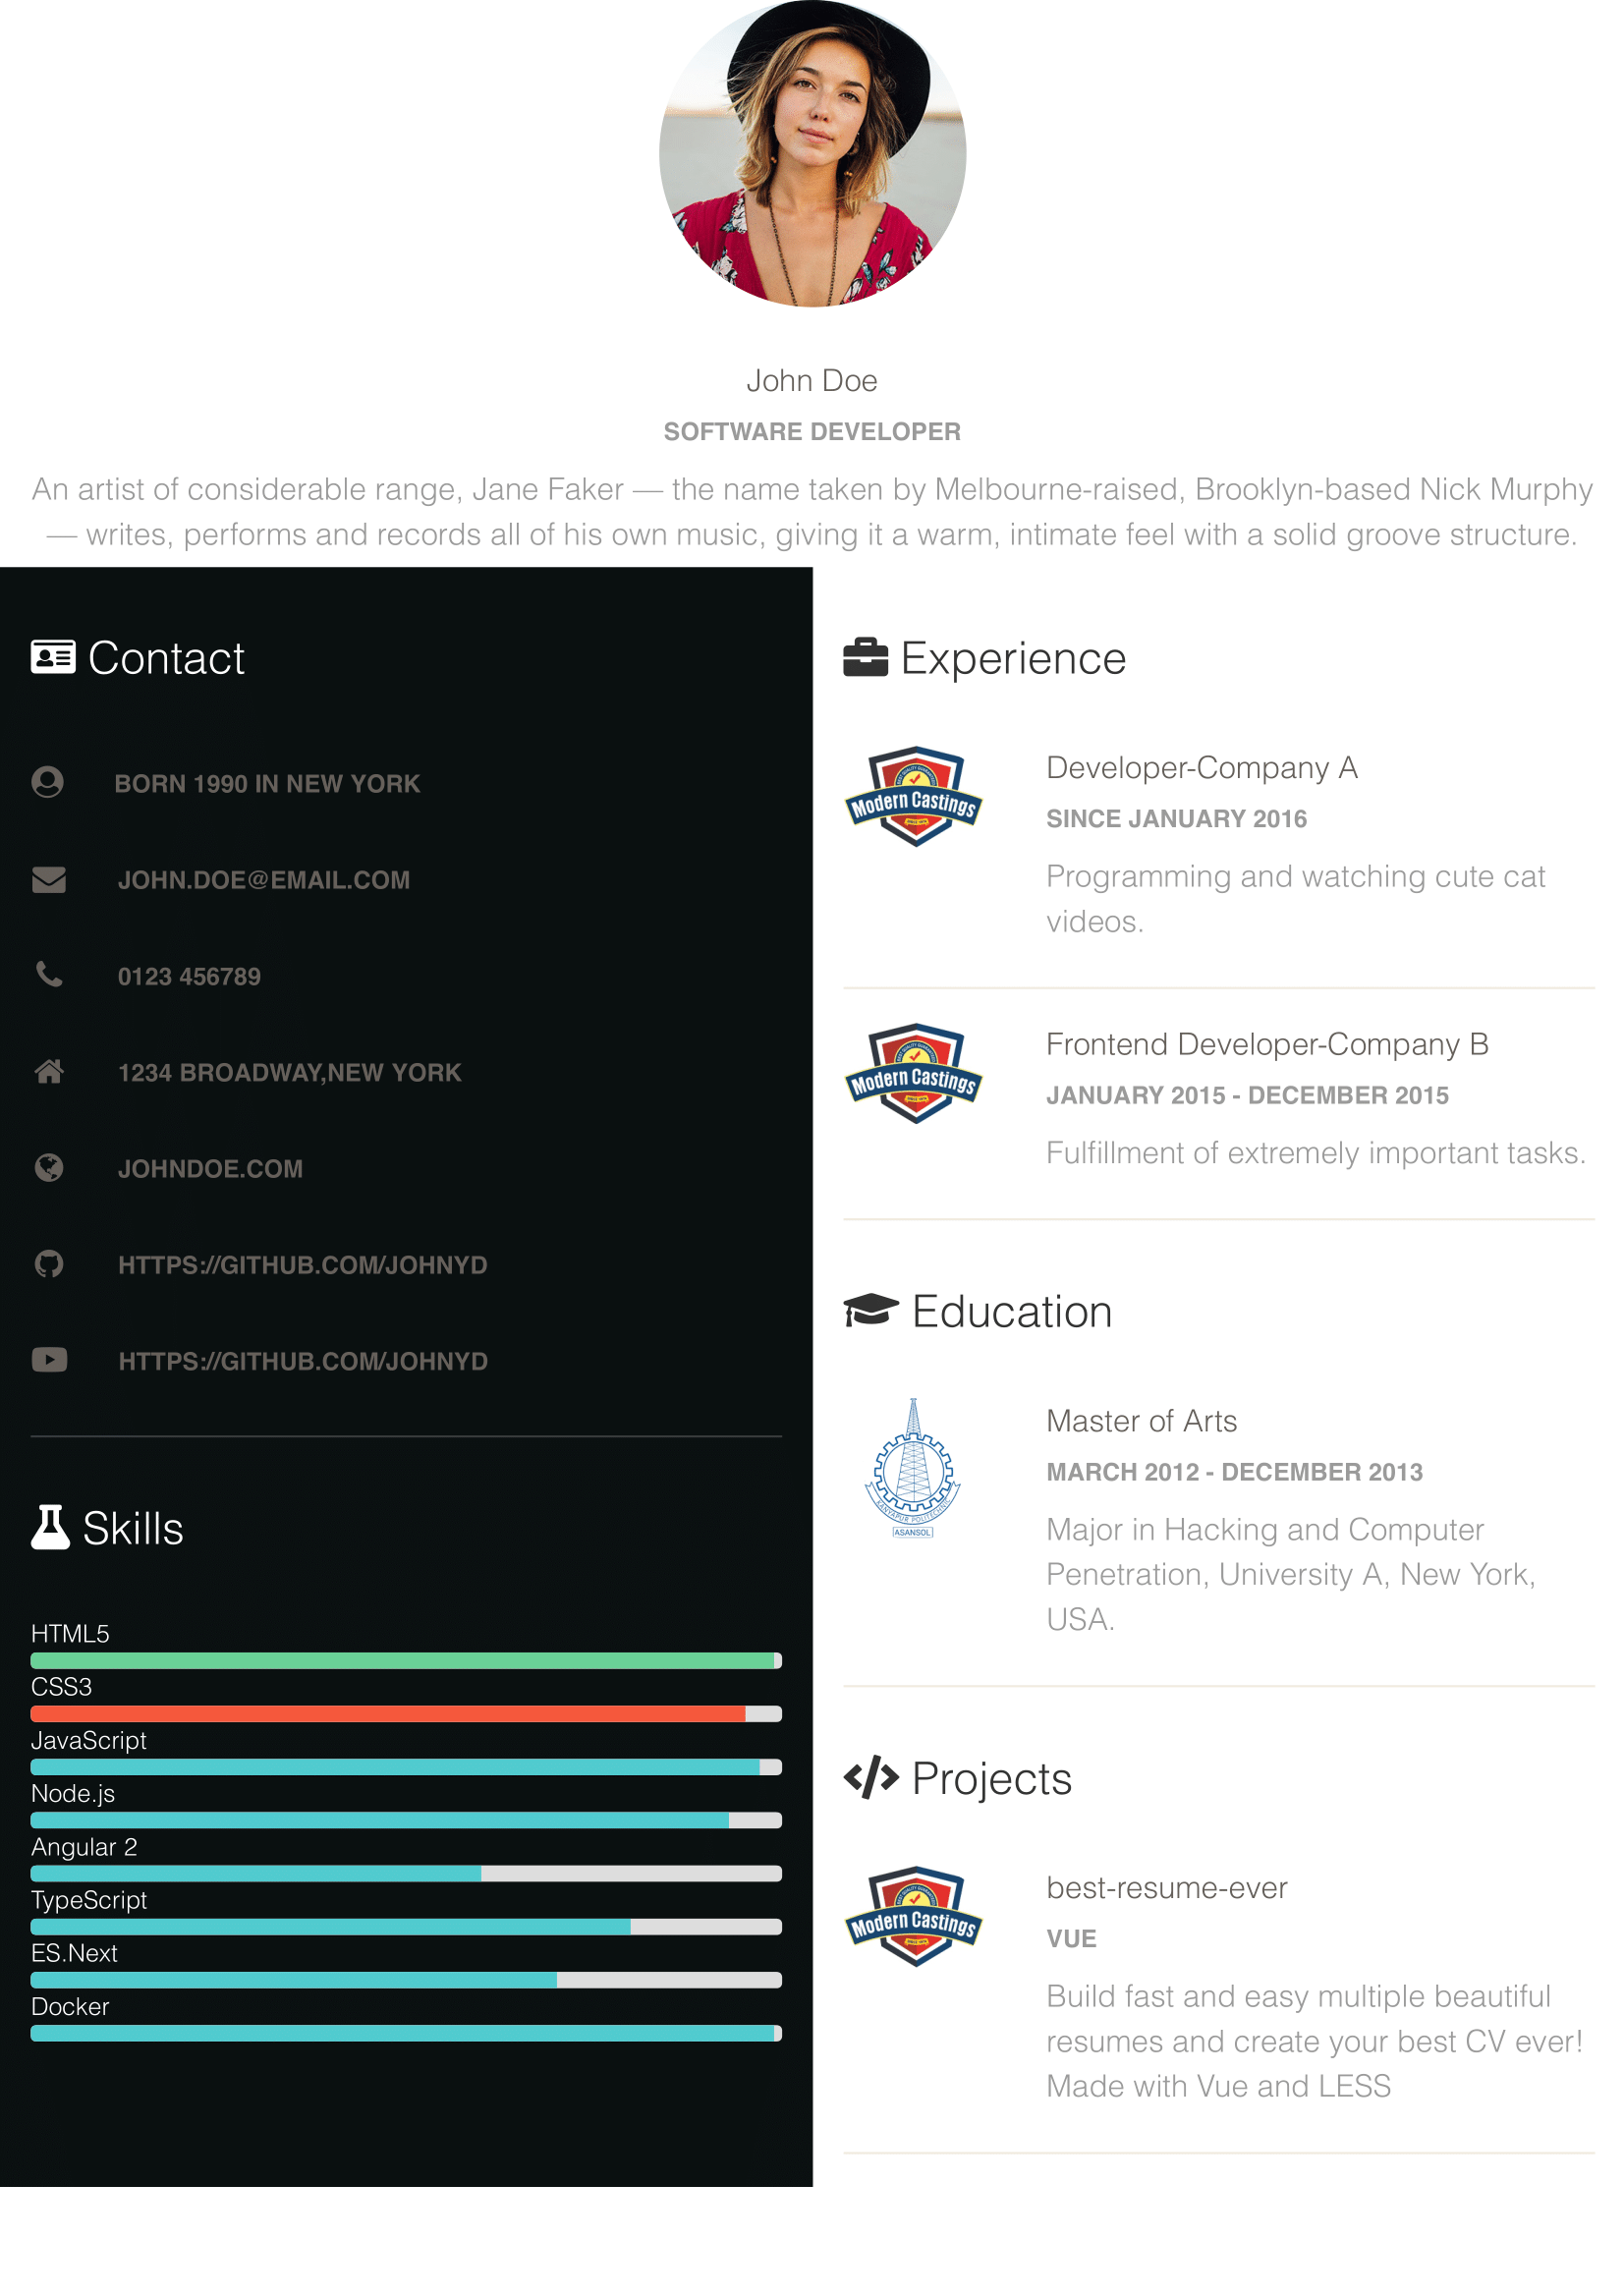 John Doe
SOFTWARE DEVELOPER
An artist of considerable range, Jane Faker — the name taken by Melbourne-raised, Brooklyn-based Nick Murphy
— writes, performs and records all of his own music, giving it a warm, intimate feel with a solid groove structure.
Contact
BORN 1990 IN NEW YORK
JOHN.DOE@EMAIL.COM
0123 456789
1234 BROADWAY,NEW YORK
JOHNDOE.COM
HTTPS://GITHUB.COM/JOHNYD
HTTPS://GITHUB.COM/JOHNYD
Skills
HTML5
CSS3
JavaScript
Node.js
Angular 2
TypeScript
ES.Next
Docker
Experience
Modern Castings
Developer-Company A
SINCE JANUARY 2016
Programming and watching cute cat
videos.
Modern Castings
Frontend Developer-Company B
JANUARY 2015 - DECEMBER 2015
Fulfillment of extremely important tasks.
Education
KANYAPUR POLYTECHNIC
ASANSOL
Master of Arts
MARCH 2012 - DECEMBER 2013
Major in Hacking and Computer
Penetration, University A, New York,
USA.
Projects
Modern Castings
best-resume-ever
VUE
Build fast and easy multiple beautiful
resumes and create your best CV ever!
Made with Vue and LESS